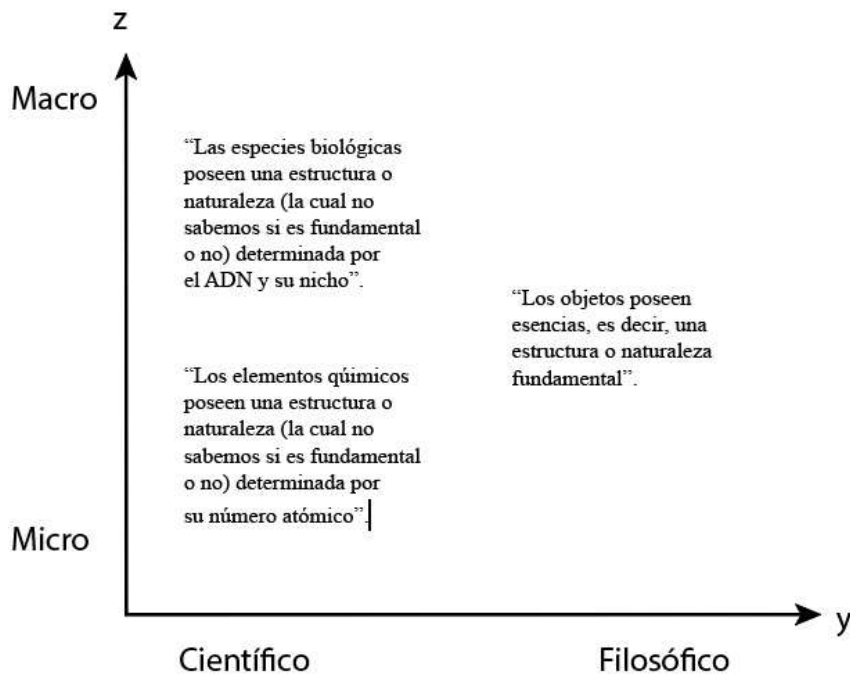 z
Macro
“Las especies biológicas
poseen una estructura o
naturaleza (la cual no
sabemos si es fundamental
o no) determinada por
el ADN y su nicho”.
“Los objetos poseen
esencias, es decir, una
estructura o naturaleza
fundamental”.
“Los elementos qúimicos
poseen una estructura o
naturaleza (la cual no
sabemos si es fundamental
o no) determinada por
su número atómico”.
Micro
y
Científico
Filosófico